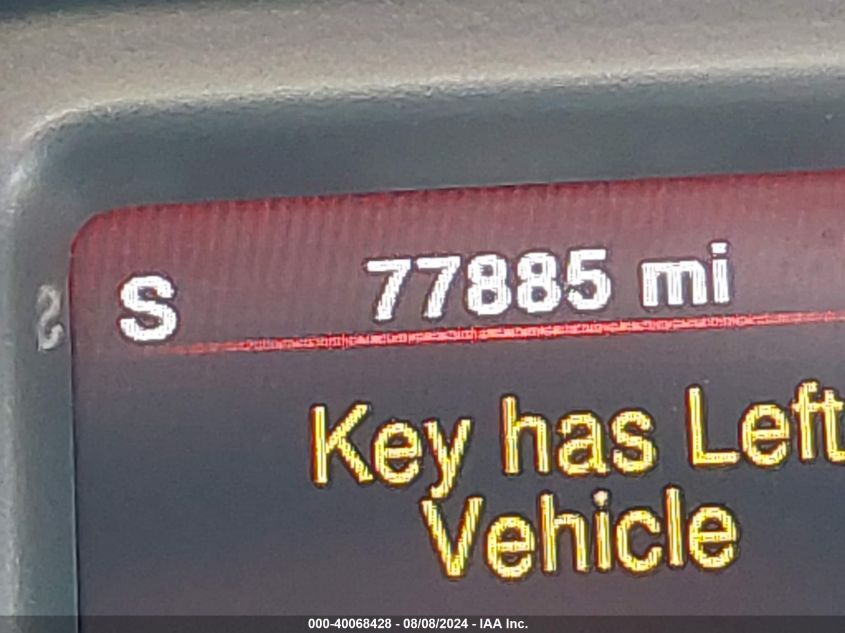 S 77885 mi
Key has Left
Vehicle
000-40068428 - 08/08/2024 - IAA Inc.